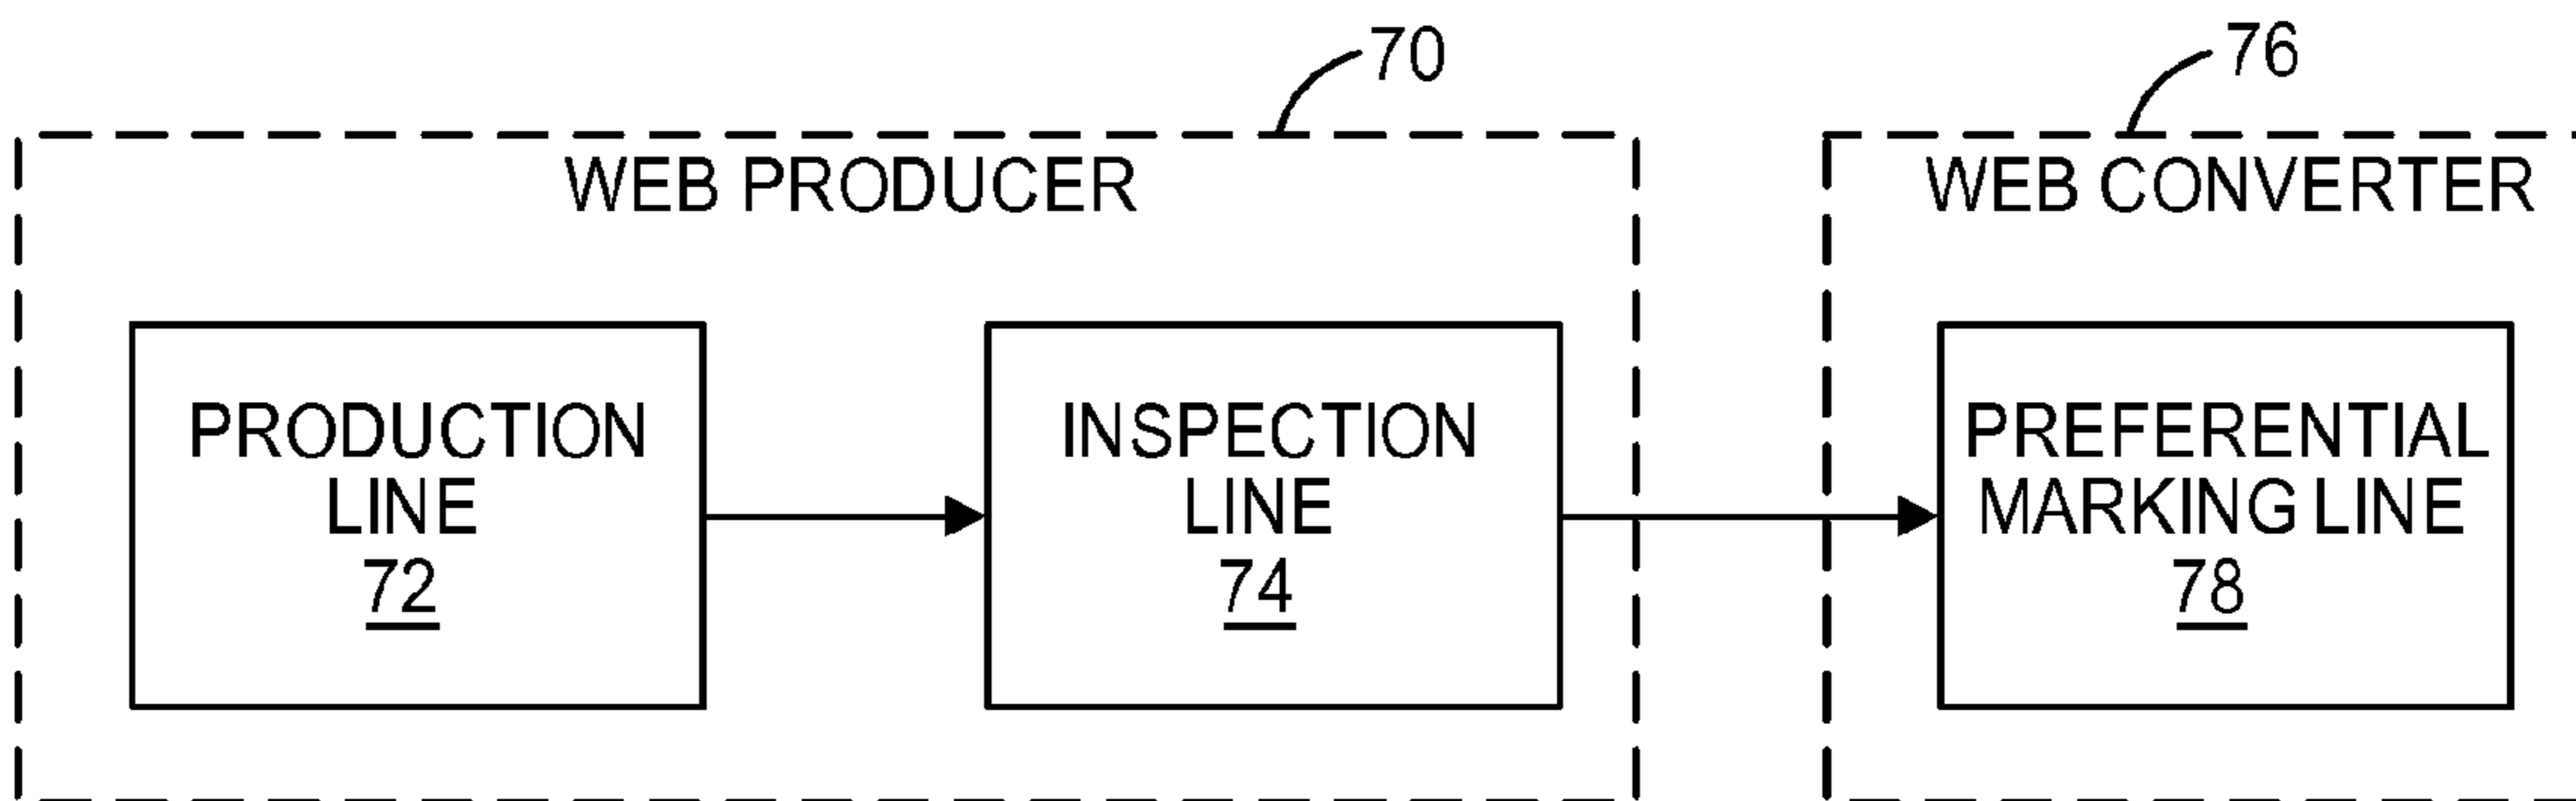 70
76
WEB PRODUCER
WEB CONVERTER
PRODUCTION
LINE
72
INSPECTION
LINE
74
PREFERENTIAL
MARKING LINE
78